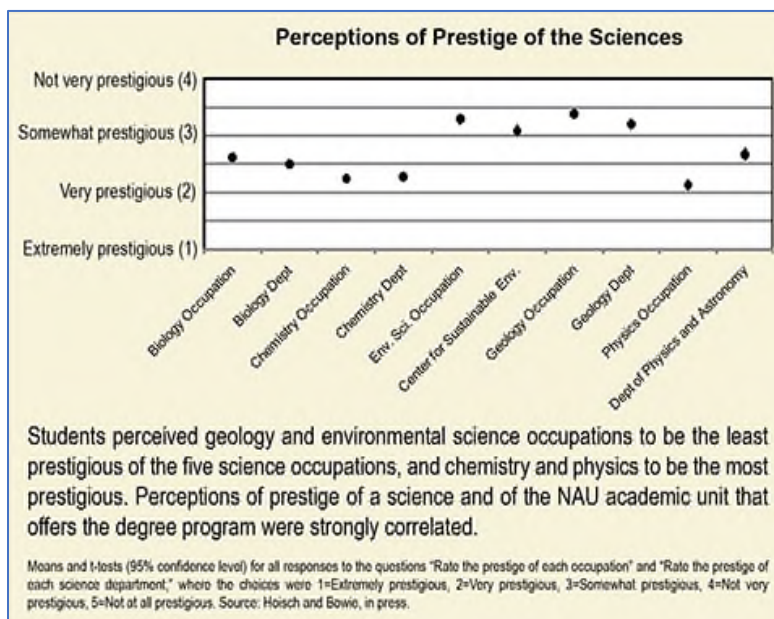 Perceptions of Prestige of the Sciences
Not very prestigious (4)
Somewhat prestigious (3)
Very prestigious (2)
Extremely prestigious (1)
Biology Occupation
Biology Dept
Chemistry Occupation
Chemistry Dept
Env. Sci. Occupation
Center for Sustainable Env.
Geology Occupation
Geology Dept
Physics Occupation
Dept of Physics and Astronomy
Students perceived geology and environmental science occupations to be the least
prestigious of the five science occupations, and chemistry and physics to be the most
prestigious. Perceptions of prestige of a science and of the NAU academic unit that
offers the degree program were strongly correlated.
Means and t-tests (95% confidence level) for all responses to the questions "Rate the prestige of each occupation" and "Rate the prestige of
each science department," where the choices were 1=Extremely prestigious, 2=Very prestigious, 3=Somewhat prestigious, 4=Not very
prestigious, 5=Not at all prestigious. Source: Hoisch and Bowie, in press.